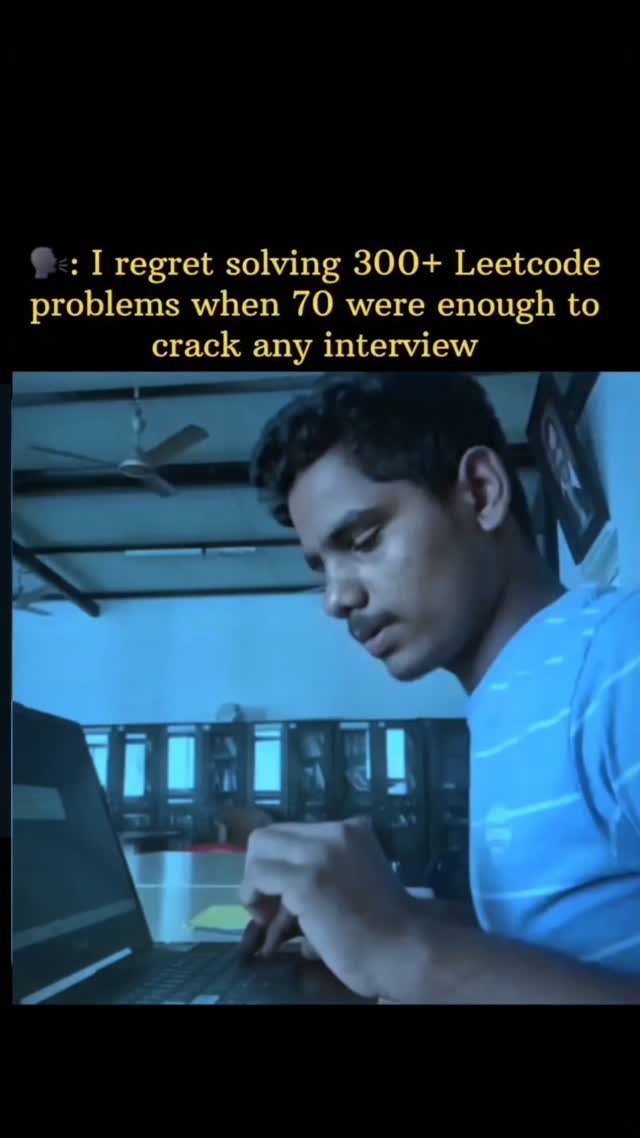 🗣: I regret solving 300+ Leetcode
problems when 70 were enough to
crack any interview